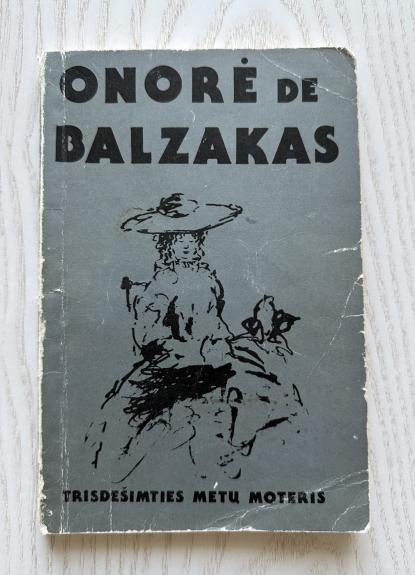 ONORĖ DE
BALZAKAS
TRISDEŠIMTIES METŲ MOTERIS